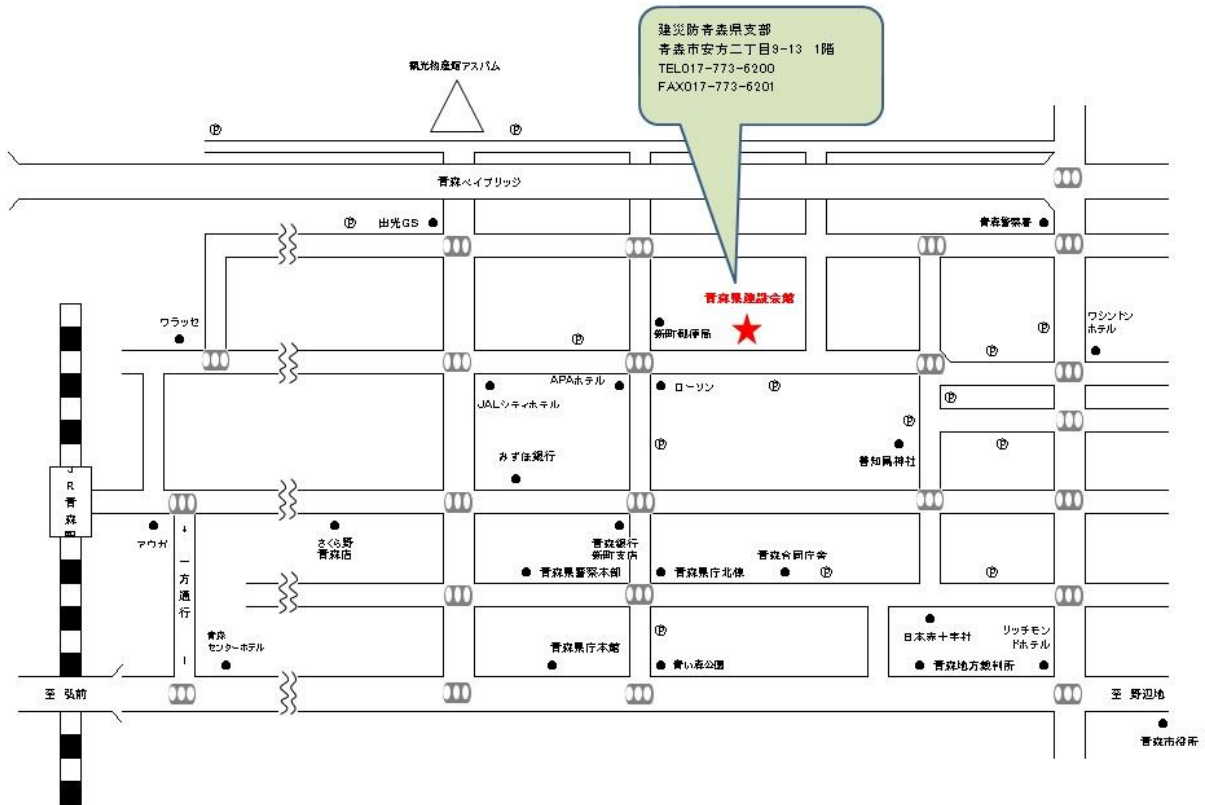 建災防青森県支部
青森市安方二丁目9-13 1階
TEL017-773-6200
FAX017-773-6201
観光物産館アスパム
Ⓟ
Ⓟ
青森ベイブリッジ
Ⓟ
出光GS
青森警察署
青森県建設会館
ワラッセ
新町郵便局
Ⓟ
Ⓟ
Ⓟ
ワシントン
ホテル
APAホテル
ローソン
Ⓟ
JALシティホテル
Ⓟ
Ⓟ
みずほ銀行
Ⓟ
善知鳥神社
Ⓟ
JR青森駅
アウガ
さくら野
青森店
青森銀行
新町支店
青森合同庁舎
青森県警察本部
青森県庁北棟
Ⓟ
Ⓟ
一方通行
青森
センターホテル
青森県庁本館
Ⓟ
青い森公園
日本赤十字社
リッチモン
ドホテル
青森地方裁判所
至 弘前
至 野辺地
青森市役所